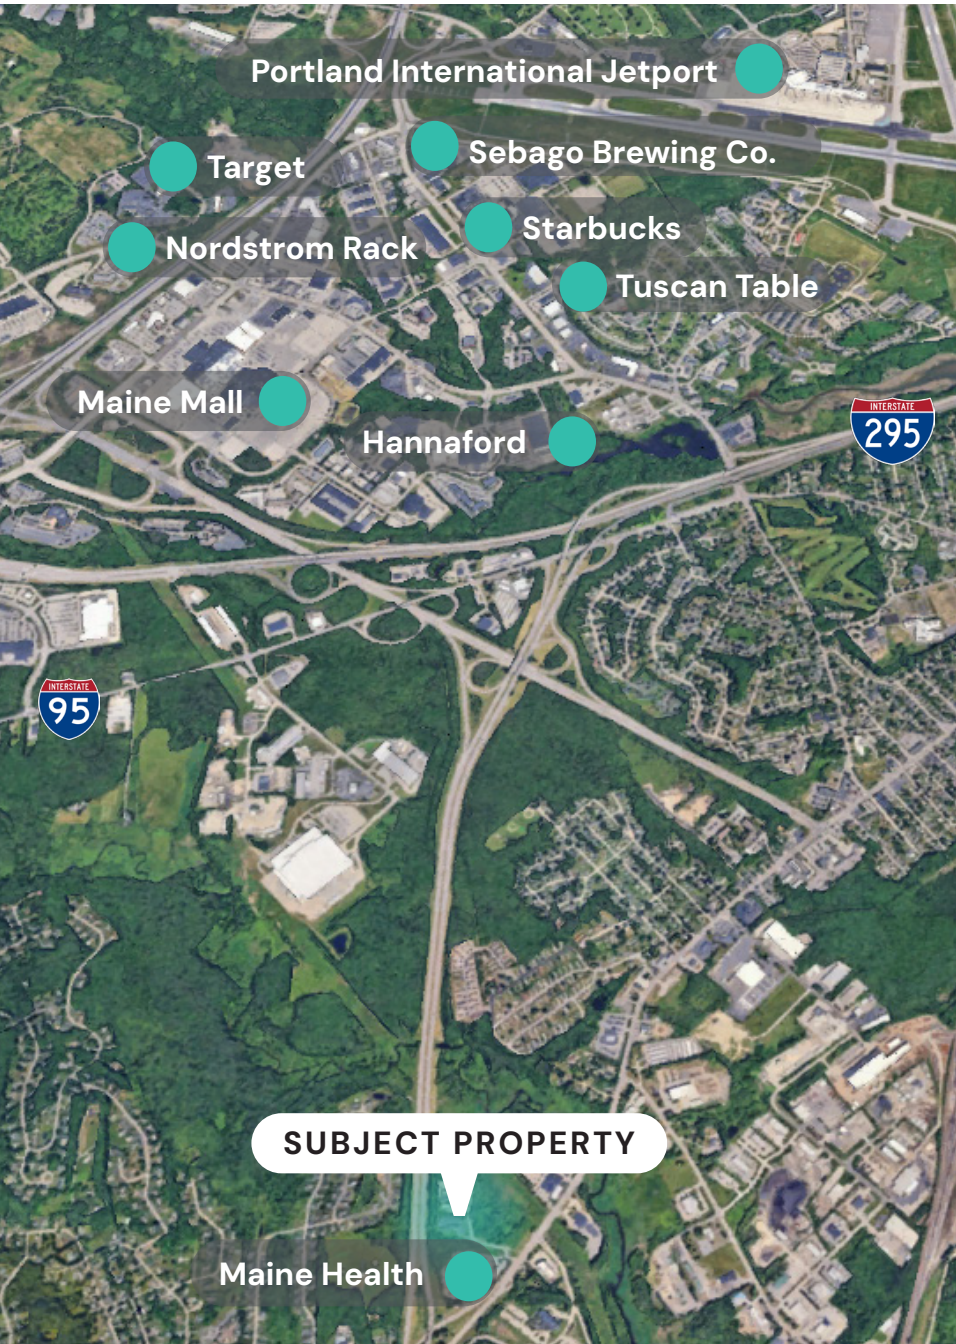 Portland International Jetport
Sebago Brewing Co.
Target
Starbucks
Nordstrom Rack
Tuscan Table
Maine Mall
INTERSTATE
295
Hannaford
INTERSTATE
95
SUBJECT PROPERTY
Maine Health